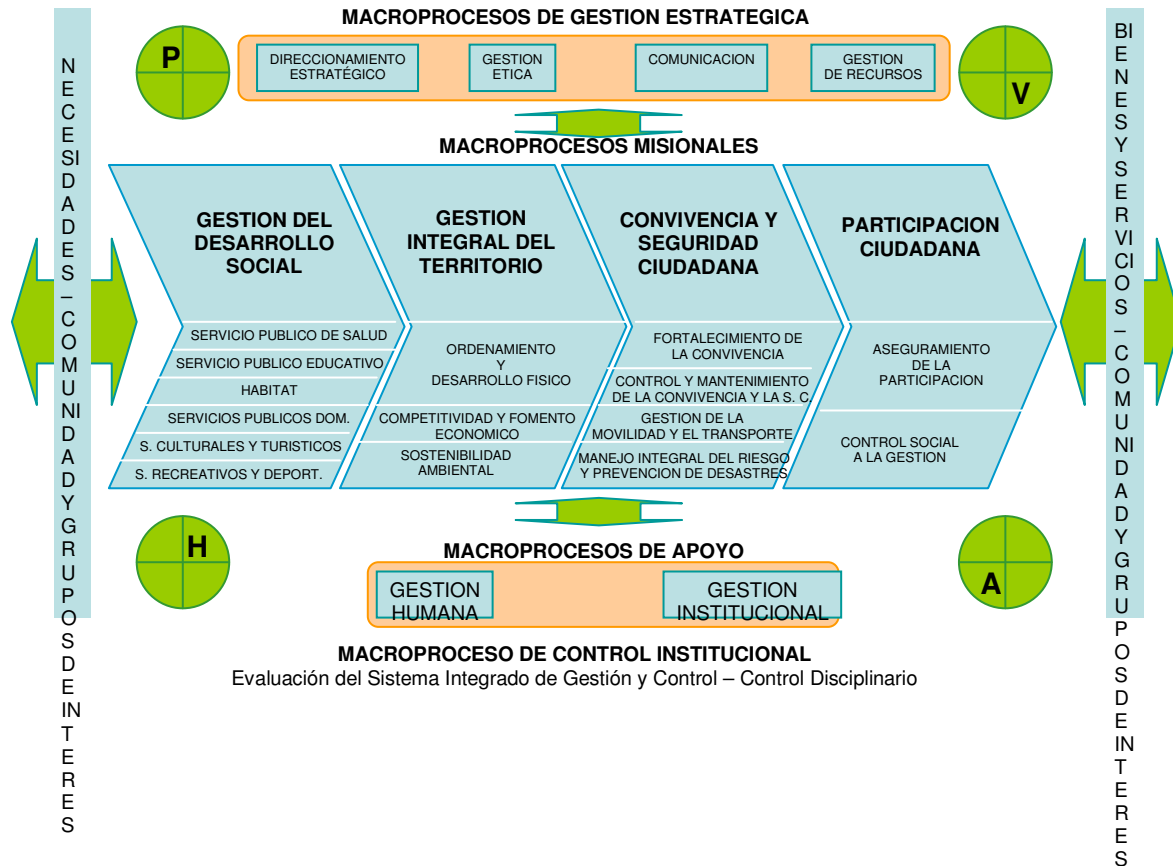 MACROPROCESOS DE GESTION ESTRATEGICA
P
DIRECCIONAMIENTO
ESTRATÉGICO
GESTION
ETICA
COMUNICACION
GESTION
DE RECURSOS
V
NECESIDADES – COMUNIDAD Y GRUPOS DE INTERES
BIENES Y SERVICIOS – COMUNIDAD Y GRUPOS DE INTERES
MACROPROCESOS MISIONALES
GESTION DEL
DESARROLLO
SOCIAL
SERVICIO PUBLICO DE SALUD
SERVICIO PUBLICO EDUCATIVO
HABITAT
SERVICIOS PUBLICOS DOM.
S. CULTURALES Y TURISTICOS
S. RECREATIVOS Y DEPORT.
GESTION
INTEGRAL DEL
TERRITORIO
ORDENAMIENTO
Y
DESARROLLO FISICO
COMPETITIVIDAD Y FOMENTO
ECONOMICO
SOSTENIBILIDAD
AMBIENTAL
CONVIVENCIA Y
SEGURIDAD
CIUDADANA
FORTALECIMIENTO DE
LA CONVIVENCIA
CONTROL Y MANTENIMIENTO
DE LA CONVIVENCIA Y LA S. C.
GESTION DE LA
MOVILIDAD Y EL TRANSPORTE
MANEJO INTEGRAL DEL RIESGO
Y PREVENCION DE DESASTRES
PARTICIPACION
CIUDADANA
ASEGURAMIENTO
DE LA
PARTICIPACION
CONTROL SOCIAL
A LA GESTION
H
MACROPROCESOS DE APOYO
GESTION
HUMANA
GESTION
INSTITUCIONAL
A
MACROPROCESO DE CONTROL INSTITUCIONAL
Evaluación del Sistema Integrado de Gestión y Control – Control Disciplinario